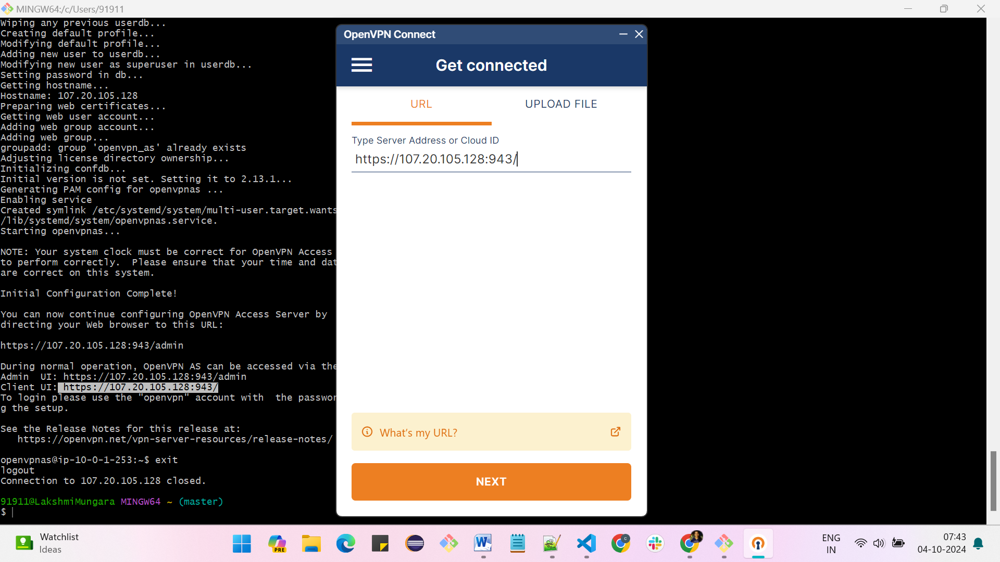 MINGW64:/c/Users/91911
Wiping any previous userdb...
Creating default profile...
Modifying default profile...
Adding new user to userdb...
Modifying new user as superuser in userdb...
Setting password in db...
Getting hostname...
Hostname: 107.20.105.128
Preparing web certificates...
Getting web user account...
Adding web group account...
Adding web group...
groupadd: group 'openvpn_as' already exists
Adjusting license directory ownership...
Initializing confdb...
Initial version is not set. Setting it to 2.13.1...
Generating PAM config for openvpnas ...
Enabling service
Created symlink /etc/systemd/system/multi-user.target.wants
/lib/systemd/system/openvpnas.service.
Starting openvpnas...
NOTE: Your system clock must be correct for OpenVPN Access
to perform correctly.  Please ensure that your time and dat
are correct on this system.
Initial Configuration Complete!
You can now continue configuring OpenVPN Access Server by
directing your Web browser to this URL:
https://107.20.105.128:943/admin
During normal operation, OpenVPN AS can be accessed via the
Admin  UI: https://107.20.105.128:943/admin
Client UI: https://107.20.105.128:943/
To login please use the "openvpn" account with  the passwor
g the setup.
See the Release Notes for this release at:
https://openvpn.net/vpn-server-resources/release-notes/
openvpnas@ip-10-0-1-253:~$ exit
logout
Connection to 107.20.105.128 closed.
91911@LakshmiMungara MINGW64 ~ (master)
$
OpenVPN Connect
Get connected
URL
UPLOAD FILE
Type Server Address or Cloud ID
https://107.20.105.128:943/
What's my URL?
NEXT
Watchlist
Ideas
PRE
ENG
IN
07:43
04-10-2024